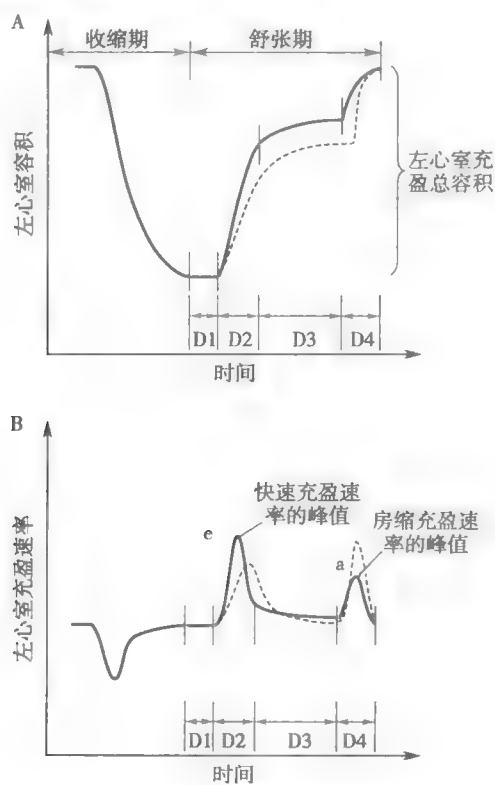 A
收缩期
舒张期
左心室容积
左心室充
盈总容积
D1
D2
D3
D4
时间
B
快速充盈速
率的峰值
e
房缩充盈速
率的峰值
a
左心室充盈速率
D1
D2
D3
D4
时间